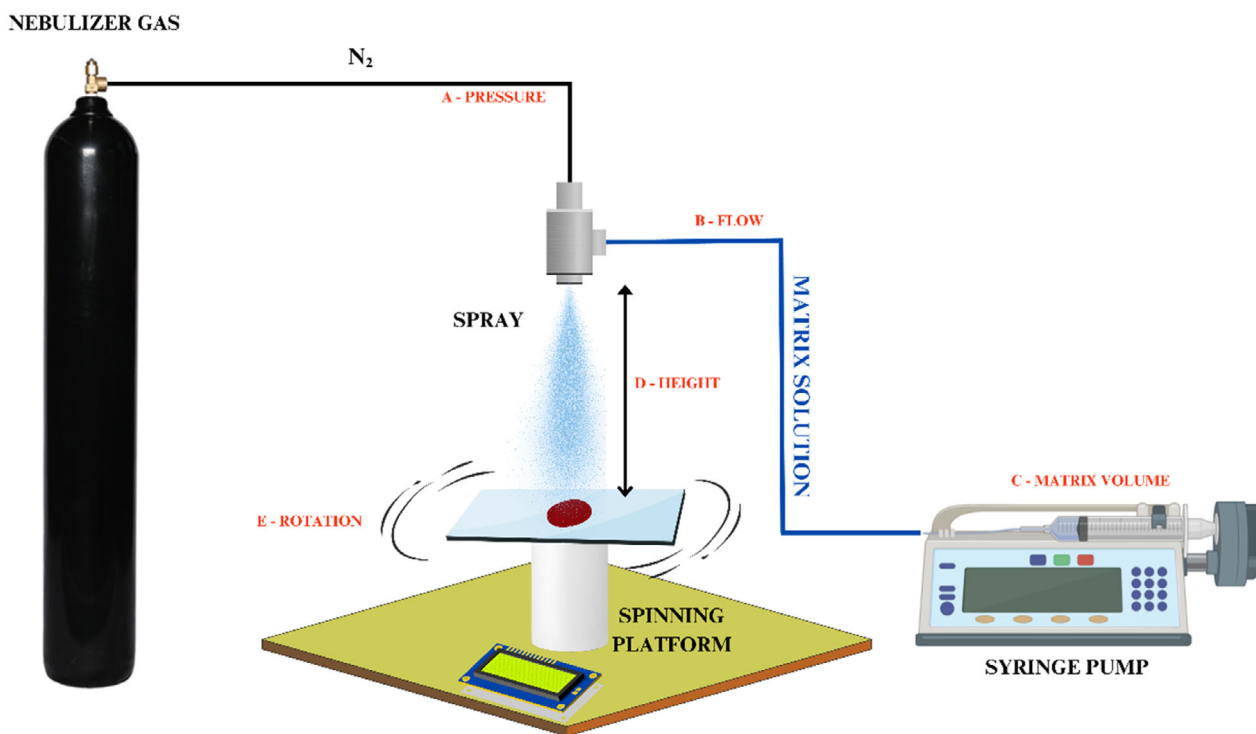 NEBULIZER GAS
N₂
A - PRESSURE
B - FLOW
MATRIX SOLUTION
SPRAY
D - HEIGHT
C - MATRIX VOLUME
E - ROTATION
SPINNING
PLATFORM
SYRINGE PUMP